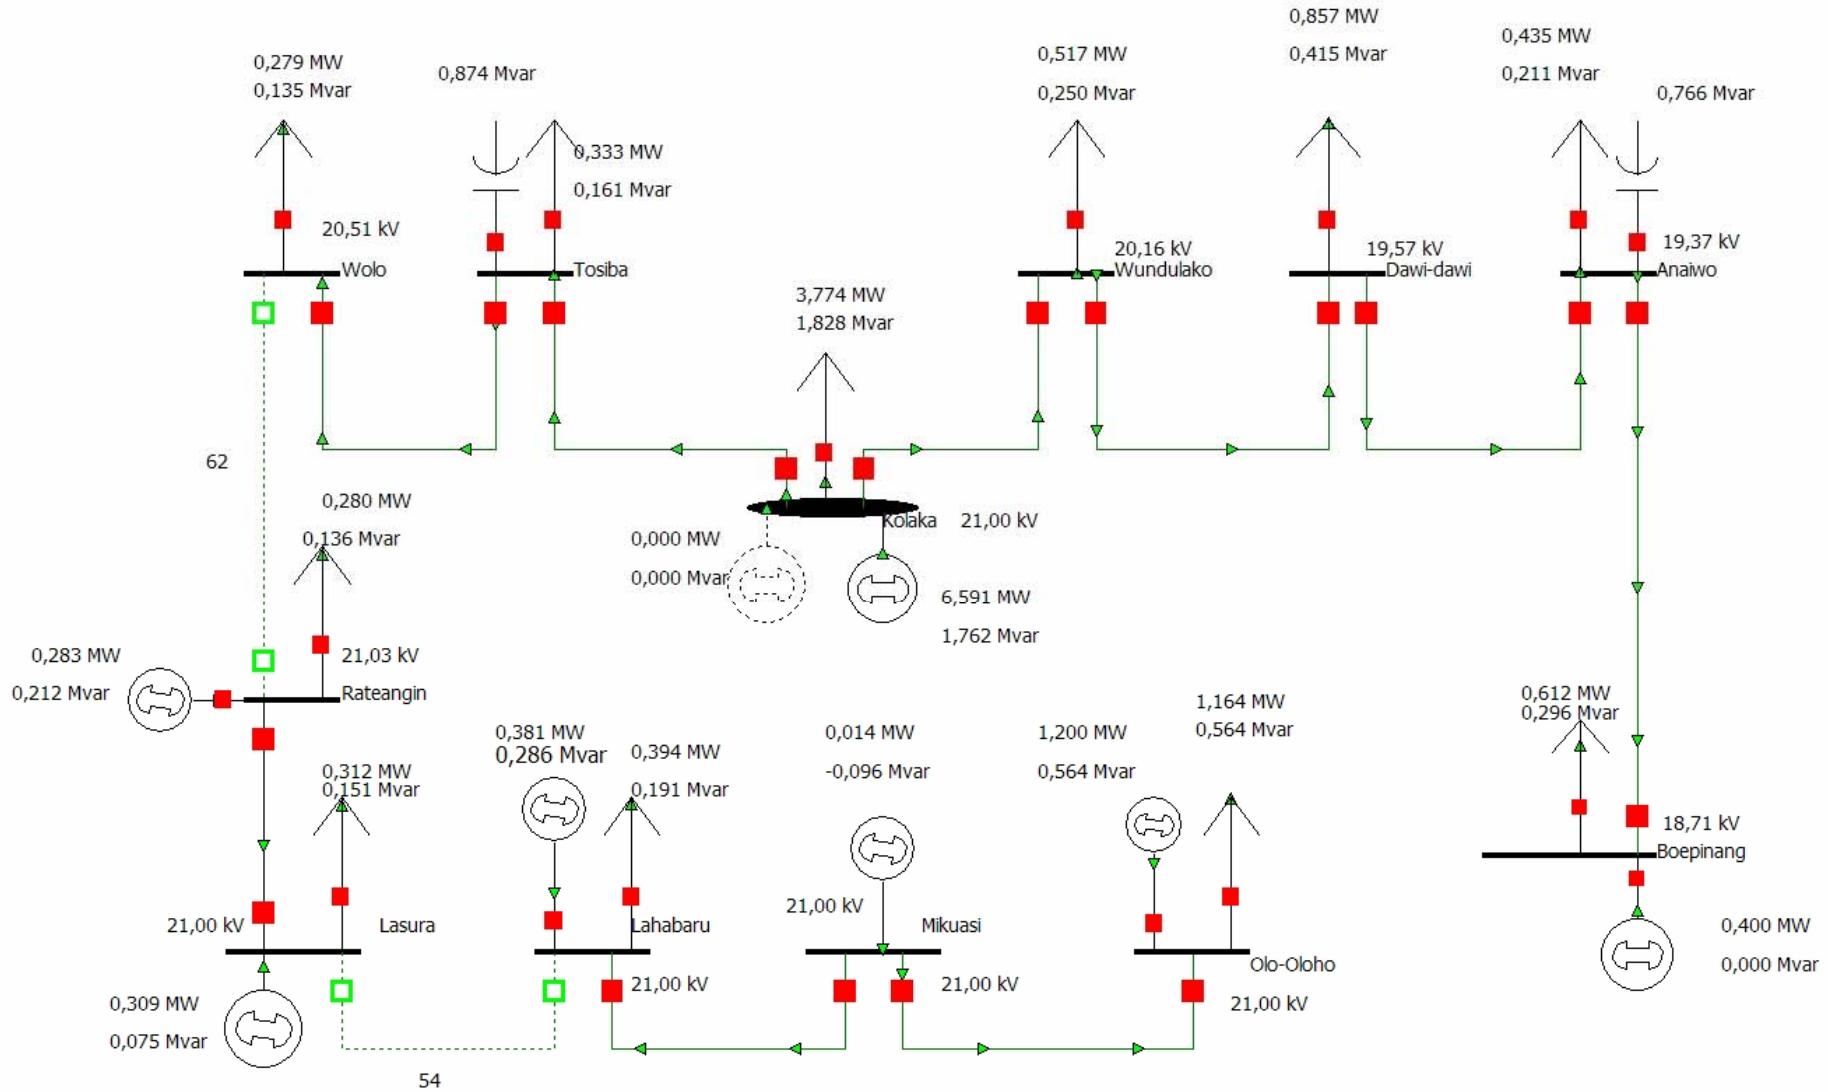 0,857 MW
0,415 Mvar
0,435 MW
0,211 Mvar
0,766 Mvar
0,279 MW
0,135 Mvar
0,874 Mvar
0,517 MW
0,250 Mvar
0,333 MW
0,161 Mvar
20,51 kV
Wolo
Tosiba
20,16 kV
Wundulako
19,57 kV
Dawi-dawi
19,37 kV
Anaiwo
3,774 MW
1,828 Mvar
62
Kolaka
21,00 kV
0,000 MW
0,000 Mvar
6,591 MW
1,762 Mvar
0,280 MW
0,136 Mvar
0,283 MW
0,212 Mvar
21,03 kV
Rateangin
0,312 MW
0,151 Mvar
0,381 MW
0,286 Mvar
0,394 MW
0,191 Mvar
0,014 MW
-0,096 Mvar
1,200 MW
0,564 Mvar
1,164 MW
0,564 Mvar
0,612 MW
0,296 Mvar
18,71 kV
Boepinang
21,00 kV
Lasura
Lahabaru
21,00 kV
21,00 kV
Mikuasi
21,00 kV
Olo-Oloho
21,00 kV
0,400 MW
0,000 Mvar
0,309 MW
0,075 Mvar
54